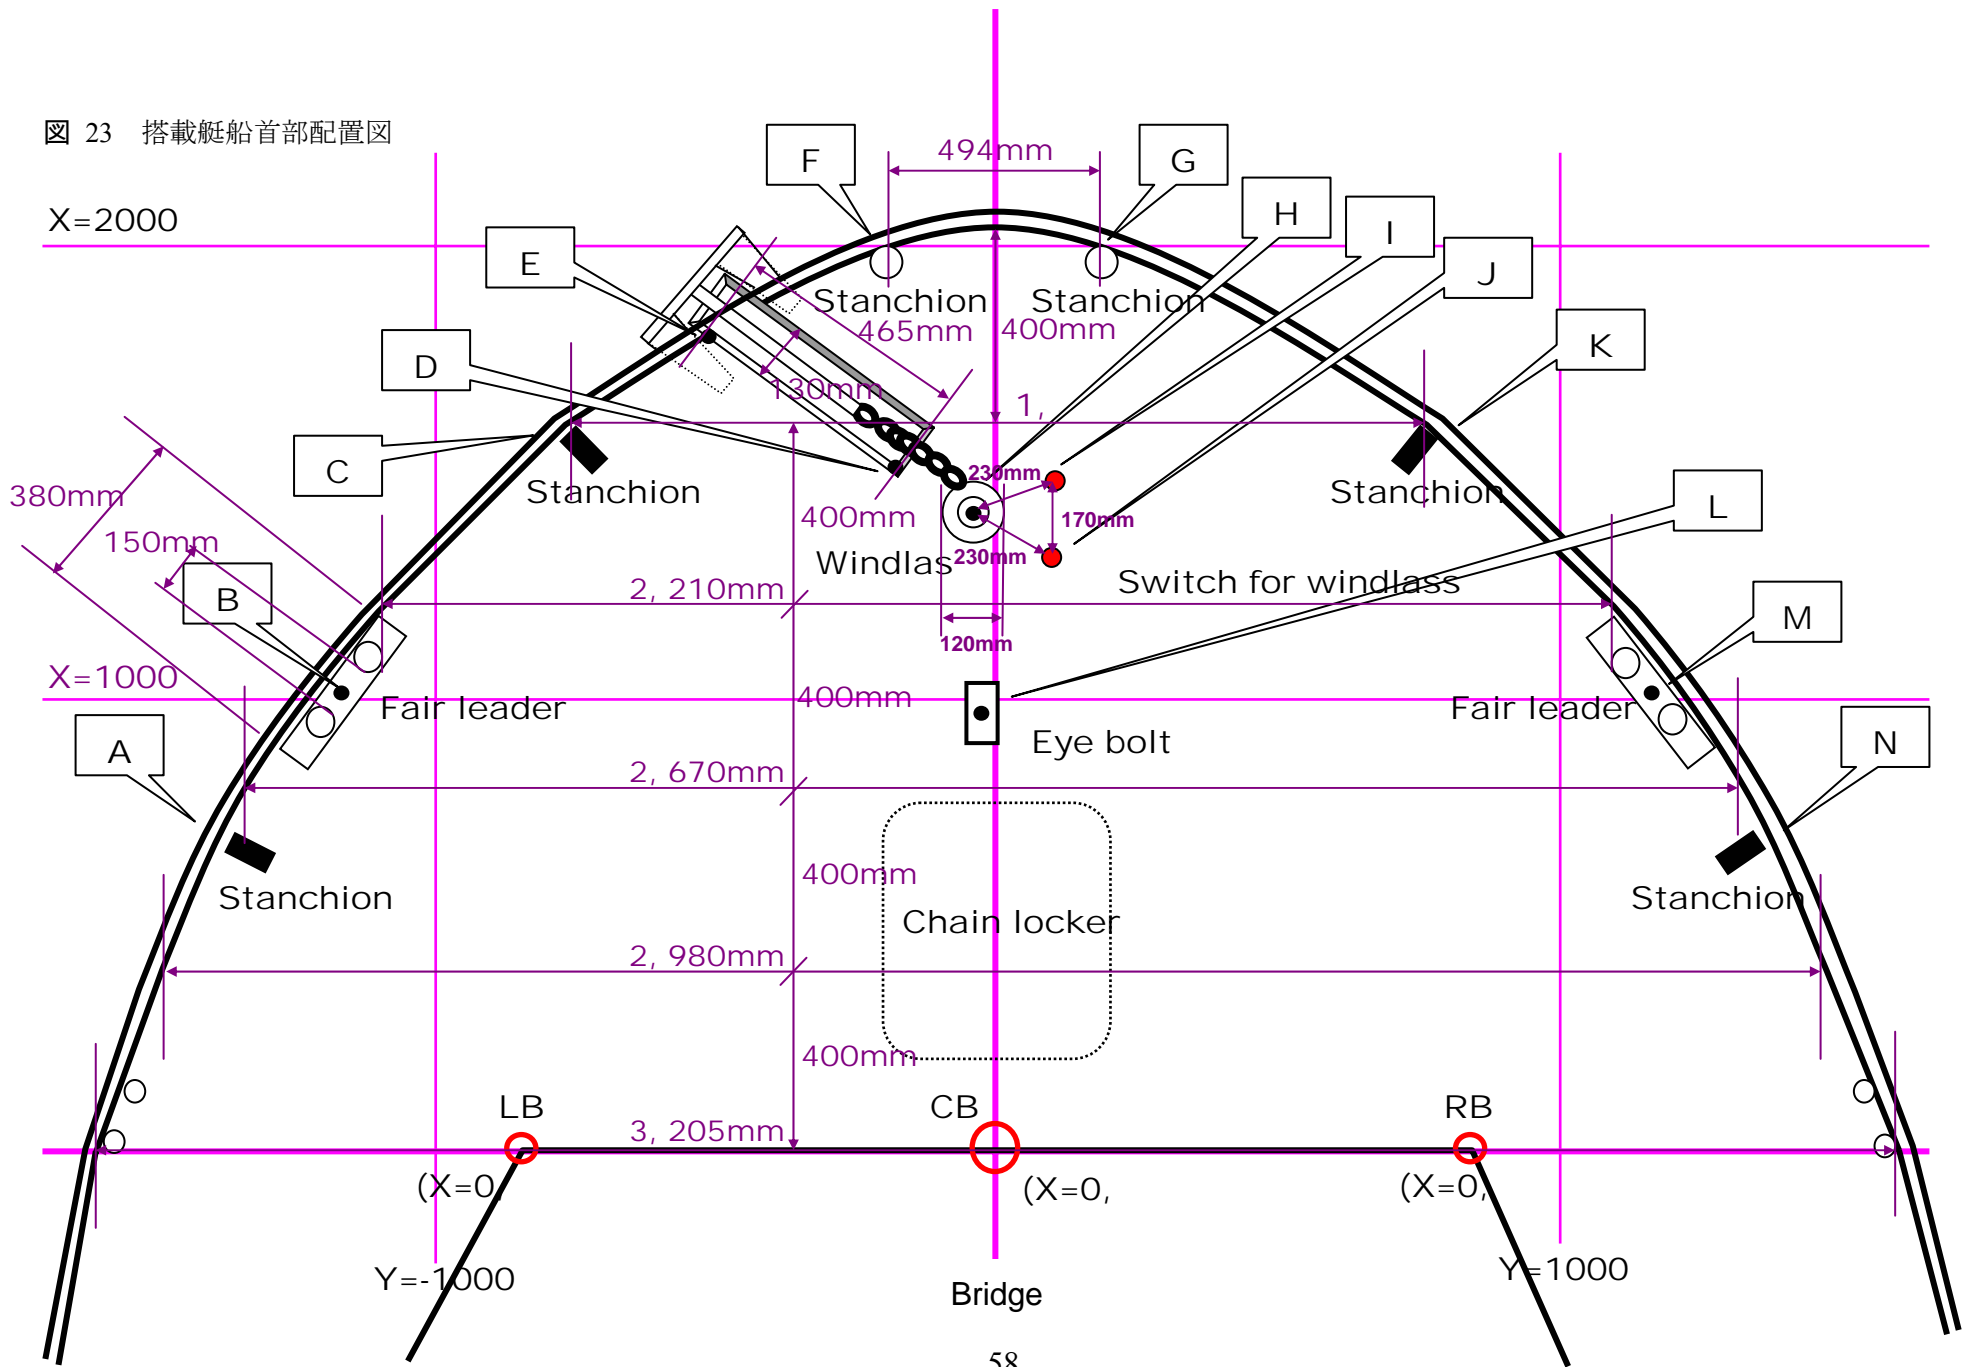 図 23 搭載艇船首部配置図
F
494mm
G
H
I
X=2000
E
J
Stanchion
Stanchion
465mm
400mm
K
D
130mm
1,
C
230mm
Stanchion
Stanchion
L
380mm
400mm
170mm
150mm
Windlas
230mm
2, 210mm
Switch for windlass
B
M
120mm
X=1000
400mm
Fair leader
Fair leader
A
Eye bolt
N
2, 670mm
400mm
Stanchion
Stanchion
Chain locker
2, 980mm
400mm
LB
CB
RB
3, 205mm
(X=0,
(X=0,
(X=0,
Y=-1000
Y=1000
Bridge
58